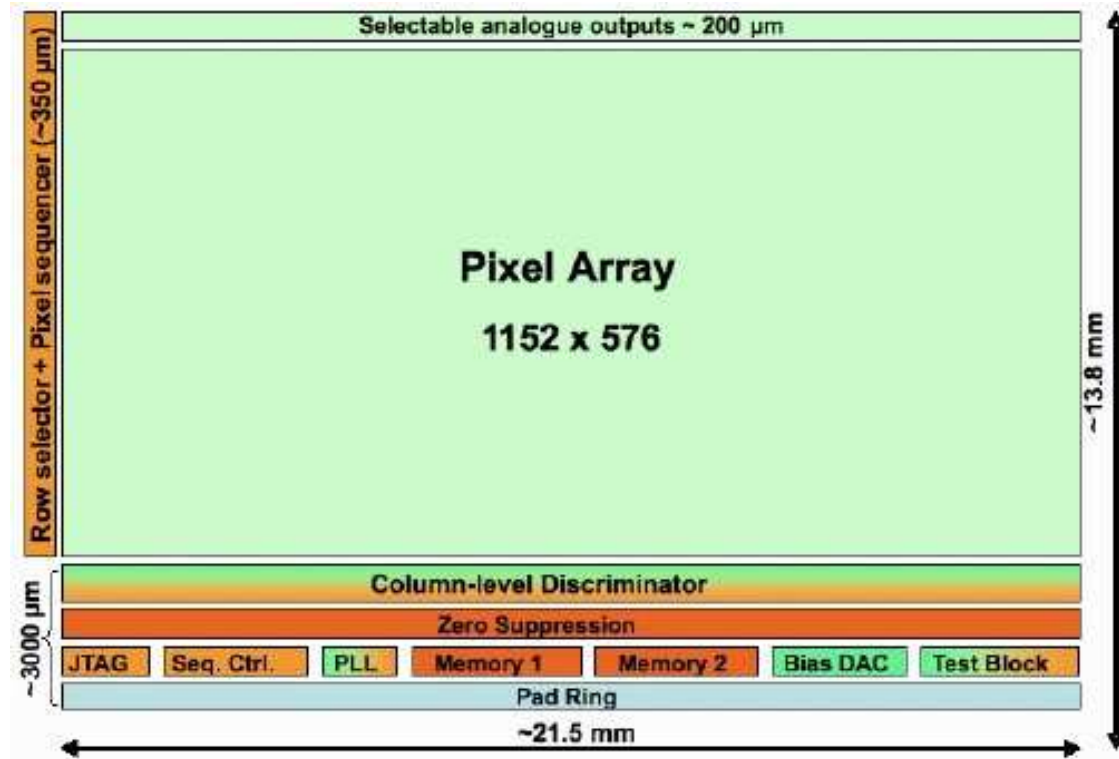 Selectable analogue outputs ~ 200 µm
Row selector + Pixel sequencer (~350 µm)
Pixel Array
1152 x 576
~13.8 mm
Column-level Discriminator
Zero Suppression
~3000 µm
JTAG Seq. Ctrl. PLL Memory 1 Memory 2 Bias DAC Test Block
Pad Ring
~21.5 mm